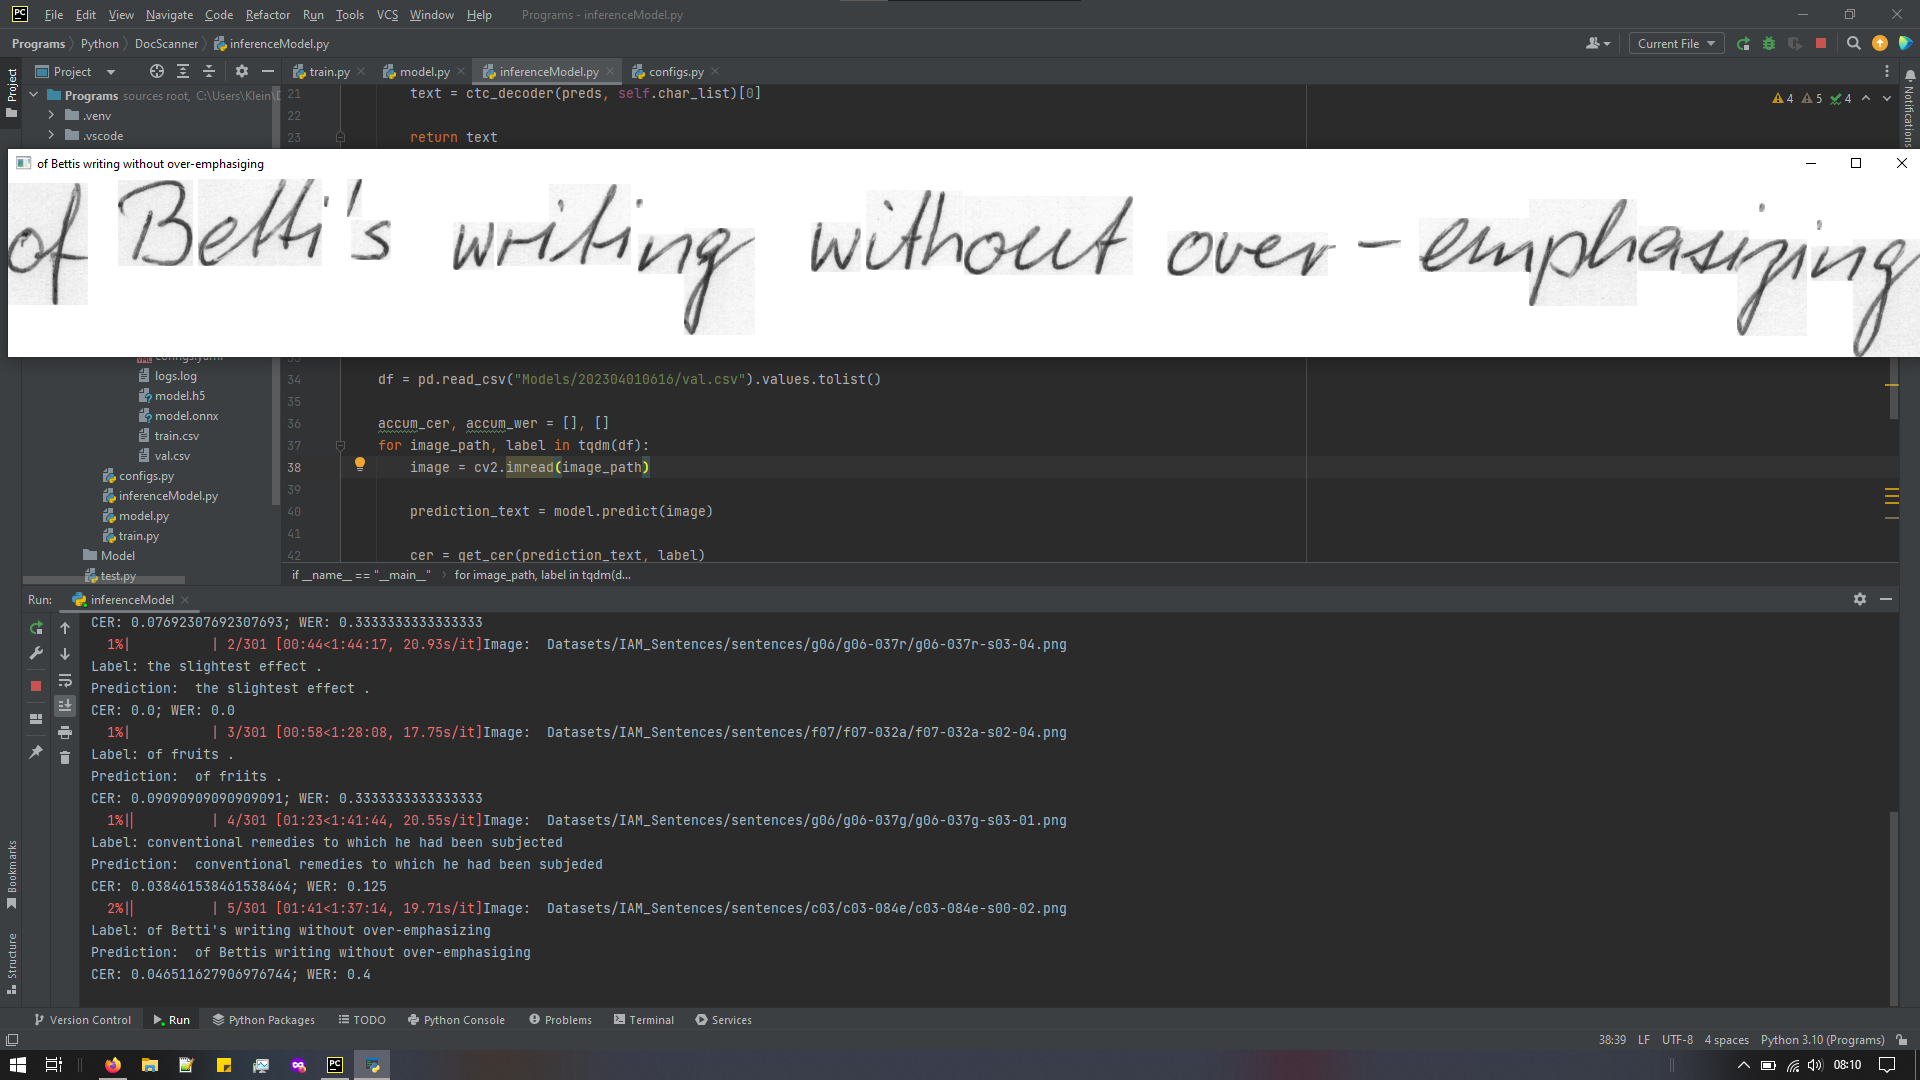 PC File Edit View Navigate Code Refactor Run Tools VCS Window Help Programs - inferenceModel.py
Programs Python DocScanner inferenceModel.py Current File
Project train.py model.py inferenceModel.py configs.py
Programs sources root, C:\Users\Klein\
.venv
.vscode
21 text = ctc_decoder(preds, self.char_list)[0]
22
23 return text
4 5 4
Project
Notifications
of Bettis writing without over-emphasiging
of Betti's writing without over-emphasizing
configs.yaml
logs.log
model.h5
model.onnx
train.csv
val.csv
configs.py
inferenceModel.py
model.py
train.py
Model
test.py
34 df = pd.read_csv("Models/202304010616/val.csv").values.tolist()
35
36 accum_cer, accum_wer = [], []
37 for image_path, label in tqdm(df):
38 image = cv2.imread(image_path)
39
40 prediction_text = model.predict(image)
41
42 cer = get_cer(prediction_text, label)
if __name__ == "__main__" for image_path, label in tqdm(d...
Run: inferenceModel
CER: 0.07692307692307693; WER: 0.3333333333333333
1%| | 2/301 [00:44<1:44:17, 20.93s/it]Image: Datasets/IAM_Sentences/sentences/g06/g06-037r/g06-037r-s03-04.png
Label: the slightest effect .
Prediction: the slightest effect .
CER: 0.0; WER: 0.0
1%| | 3/301 [00:58<1:28:08, 17.75s/it]Image: Datasets/IAM_Sentences/sentences/f07/f07-032a/f07-032a-s02-04.png
Label: of fruits .
Prediction: of friits .
CER: 0.09090909090909091; WER: 0.3333333333333333
1%|| | 4/301 [01:23<1:41:44, 20.55s/it]Image: Datasets/IAM_Sentences/sentences/g06/g06-037g/g06-037g-s03-01.png
Label: conventional remedies to which he had been subjected
Prediction: conventional remedies to which he had been subjeded
CER: 0.038461538461538464; WER: 0.125
2%|| | 5/301 [01:41<1:37:14, 19.71s/it]Image: Datasets/IAM_Sentences/sentences/c03/c03-084e/c03-084e-s00-02.png
Label: of Betti's writing without over-emphasizing
Prediction: of Bettis writing without over-emphasiging
CER: 0.046511627906976744; WER: 0.4
Bookmarks
Structure
Version Control Run Python Packages TODO Python Console Problems Terminal Services
38:39 LF UTF-8 4 spaces Python 3.10 (Programs)
PC 08:10